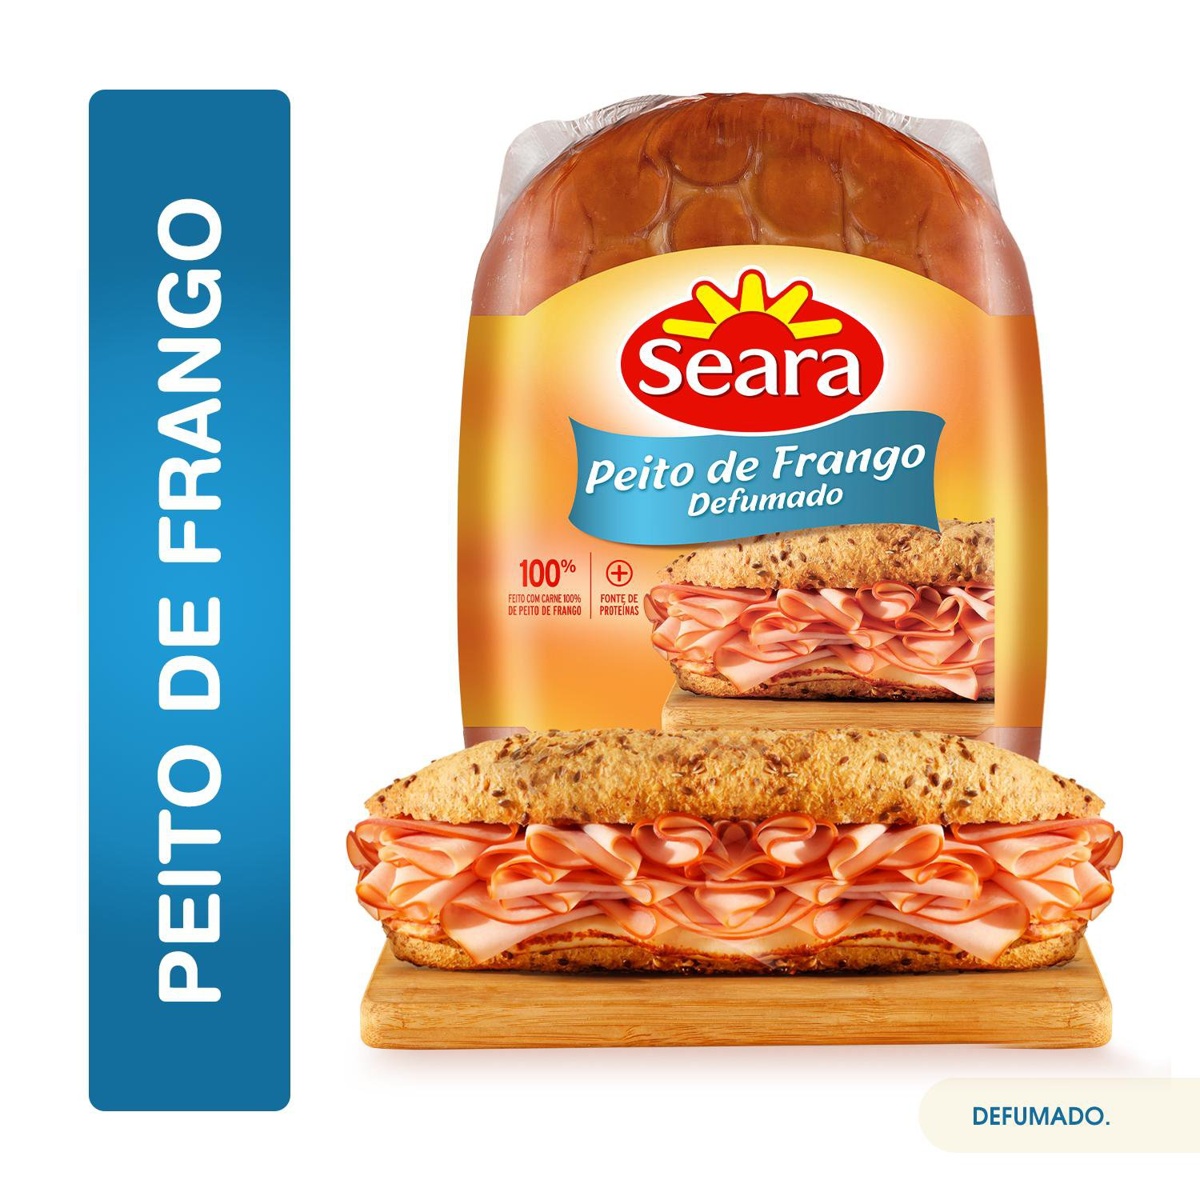 PEITO DE FRANGO
Seara
Peito de Frango
Defumado
100%
FEITO COM CARNE 100%
DE PEITO DE FRANGO
FONTE DE
PROTEÍNAS
DEFUMADO.